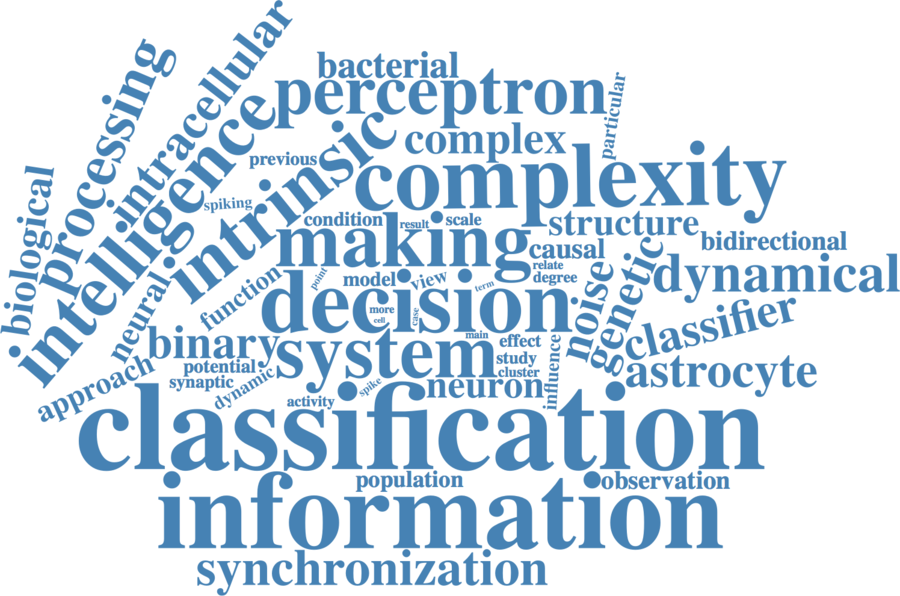 bacterial
perceptron
particular
intracellular
processing
intelligence
biological
intrinsic
complex
previous
complexity
spiking
condition
result
scale
structure
making
causal
bidirectional
relate
degree
dynamical
genetic
noise
neural
function
point
model
view
term
decision
more
cell
case
classifier
binary
system
main
effect
study
cluster
influence
astrocyte
approach
potential
synaptic
dynamic
spike
neuron
activity
classification
population
observation
information
synchronization